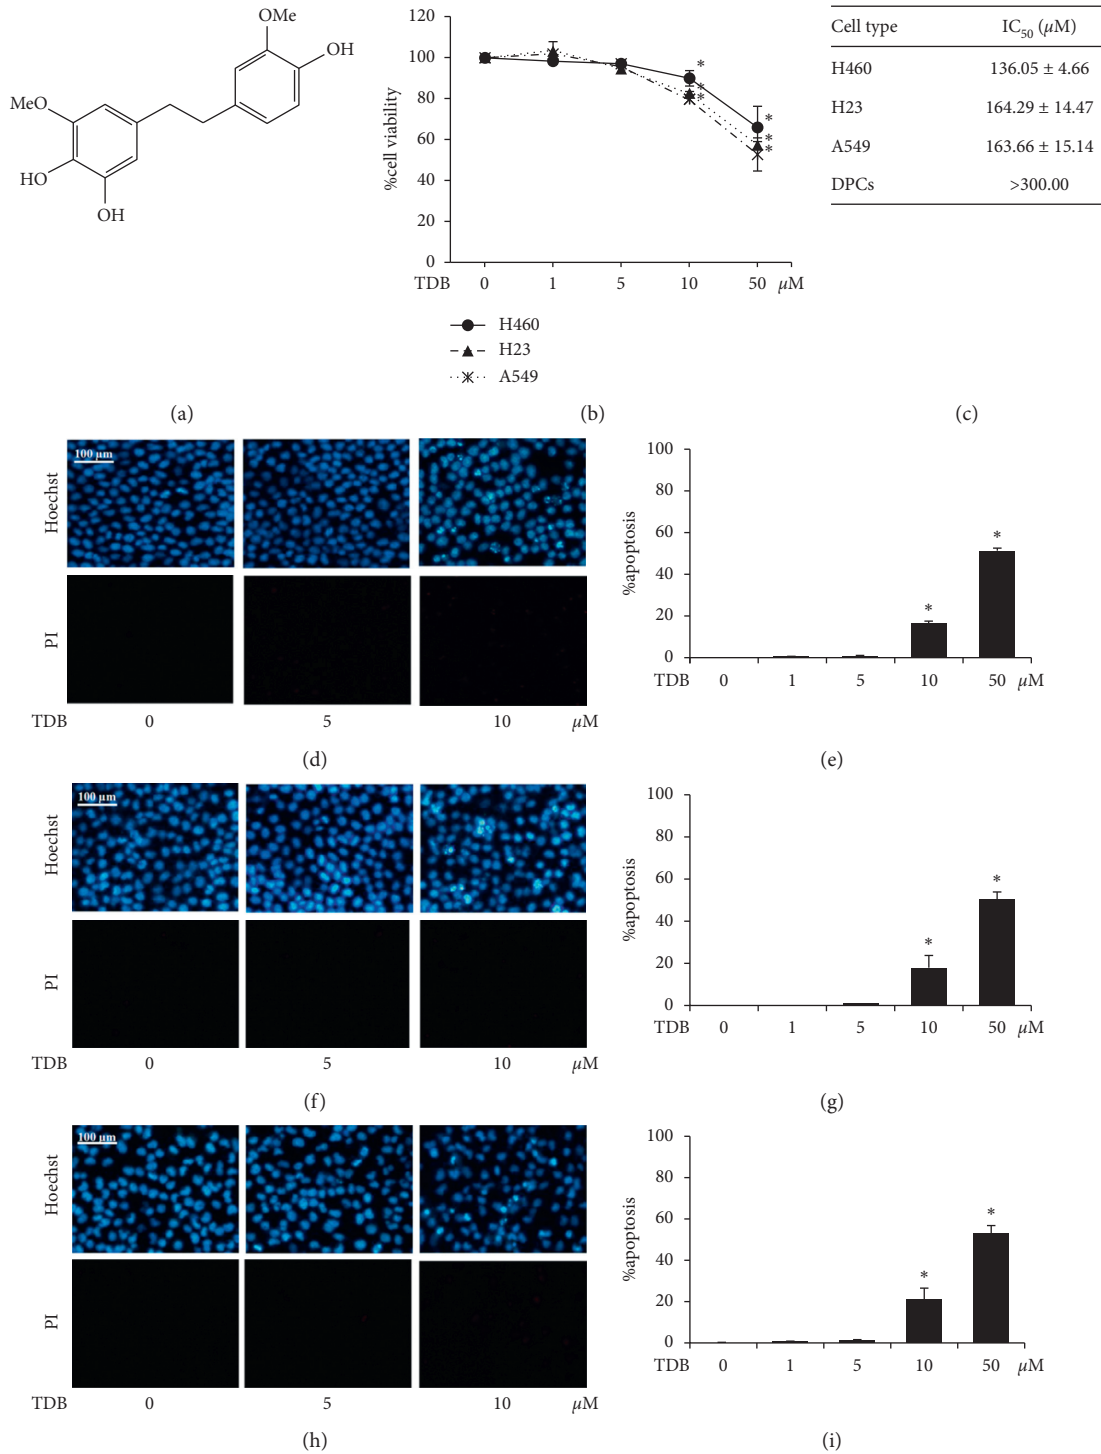 OMe
OH
MeO
HO
OH
(a)
120
100
80
60
40
20
0
%cell viability
* * *
* * *
TDB 0 1 5 10 50 µM
H460
H23
A549
(b)
Cell type IC50 (µM)
H460 136.05 ± 4.66
H23 164.29 ± 14.47
A549 163.66 ± 15.14
DPCs >300.00
(c)
100 µm
Hoechst
PI
TDB 0 5 10 µM
(d)
100
80
60
40
20
0
%apoptosis
* *
TDB 0 1 5 10 50 µM
(e)
100 µm
Hoechst
PI
TDB 0 5 10 µM
(f)
100
80
60
40
20
0
%apoptosis
* *
TDB 0 1 5 10 50 µM
(g)
100 µm
Hoechst
PI
TDB 0 5 10 µM
(h)
100
80
60
40
20
0
%apoptosis
* *
TDB 0 1 5 10 50 µM
(i)